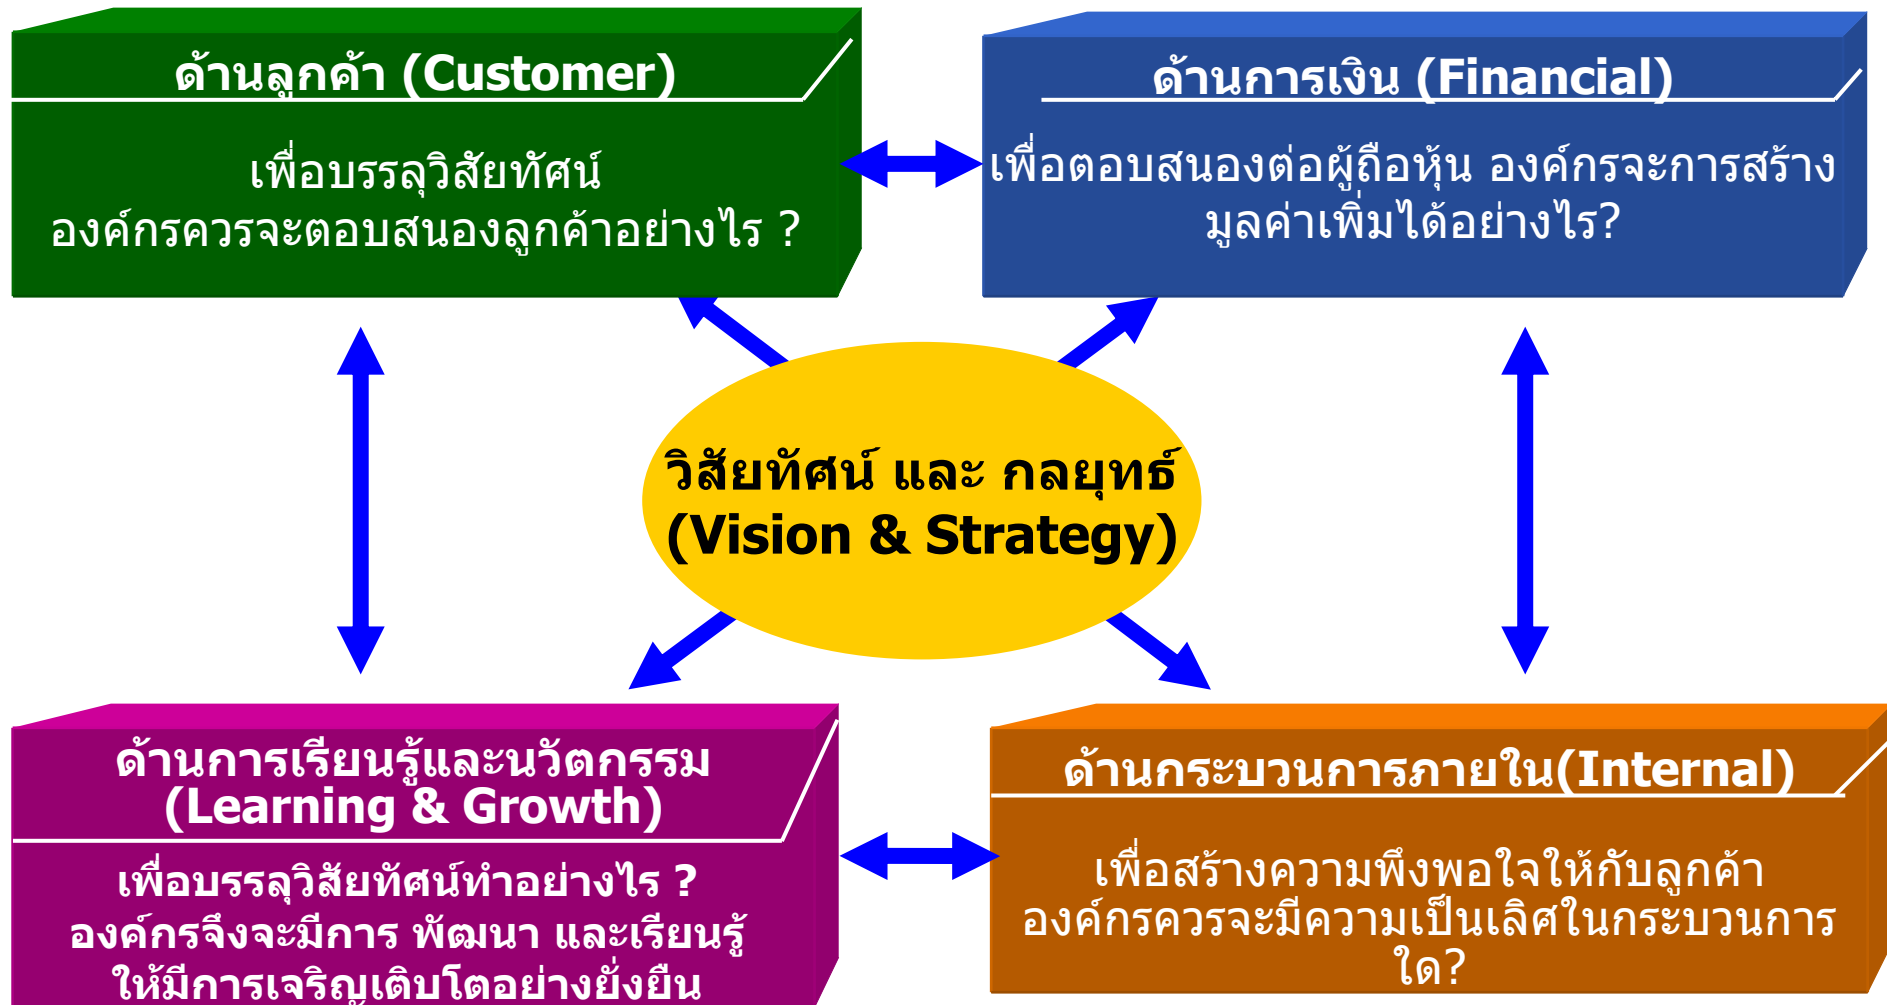 ด้านลูกค้า (Customer)
เพื่อบรรลุวิสัยทัศน์
องค์กรควรจะตอบสนองลูกค้าอย่างไร ?
ด้านการเงิน (Financial)
เพื่อตอบสนองต่อผู้ถือหุ้น องค์กรจะการสร้าง
มูลค่าเพิ่มได้อย่างไร?
วิสัยทัศน์ และ กลยุทธ์
(Vision & Strategy)
ด้านการเรียนรู้และนวัตกรรม
(Learning & Growth)
เพื่อบรรลุวิสัยทัศน์ทำอย่างไร ?
องค์กรจึงจะมีการ พัฒนา และเรียนรู้
ให้มีการเจริญเติบโตอย่างยั่งยืน
ด้านกระบวนการภายใน(Internal)
เพื่อสร้างความพึงพอใจให้กับลูกค้า
องค์กรควรจะมีความเป็นเลิศในกระบวนการ
ใด?